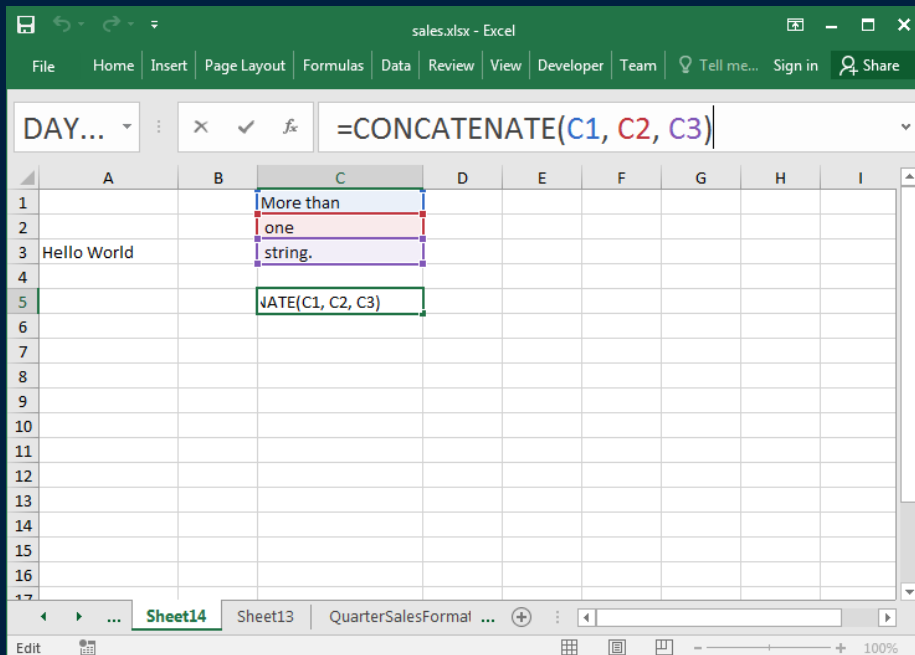 sales.xlsx - Excel
File Home Insert Page Layout Formulas Data Review View Developer Team Tell me... Sign in Share
DAY... fx =CONCATENATE(C1, C2, C3)
A B C D E F G H I
1 More than
2 one
3 Hello World string.
4
5 NATE(C1, C2, C3)
6
7
8
9
10
11
12
13
14
15
16
17
... Sheet14 Sheet13 QuarterSalesFormat ...
Edit 100%